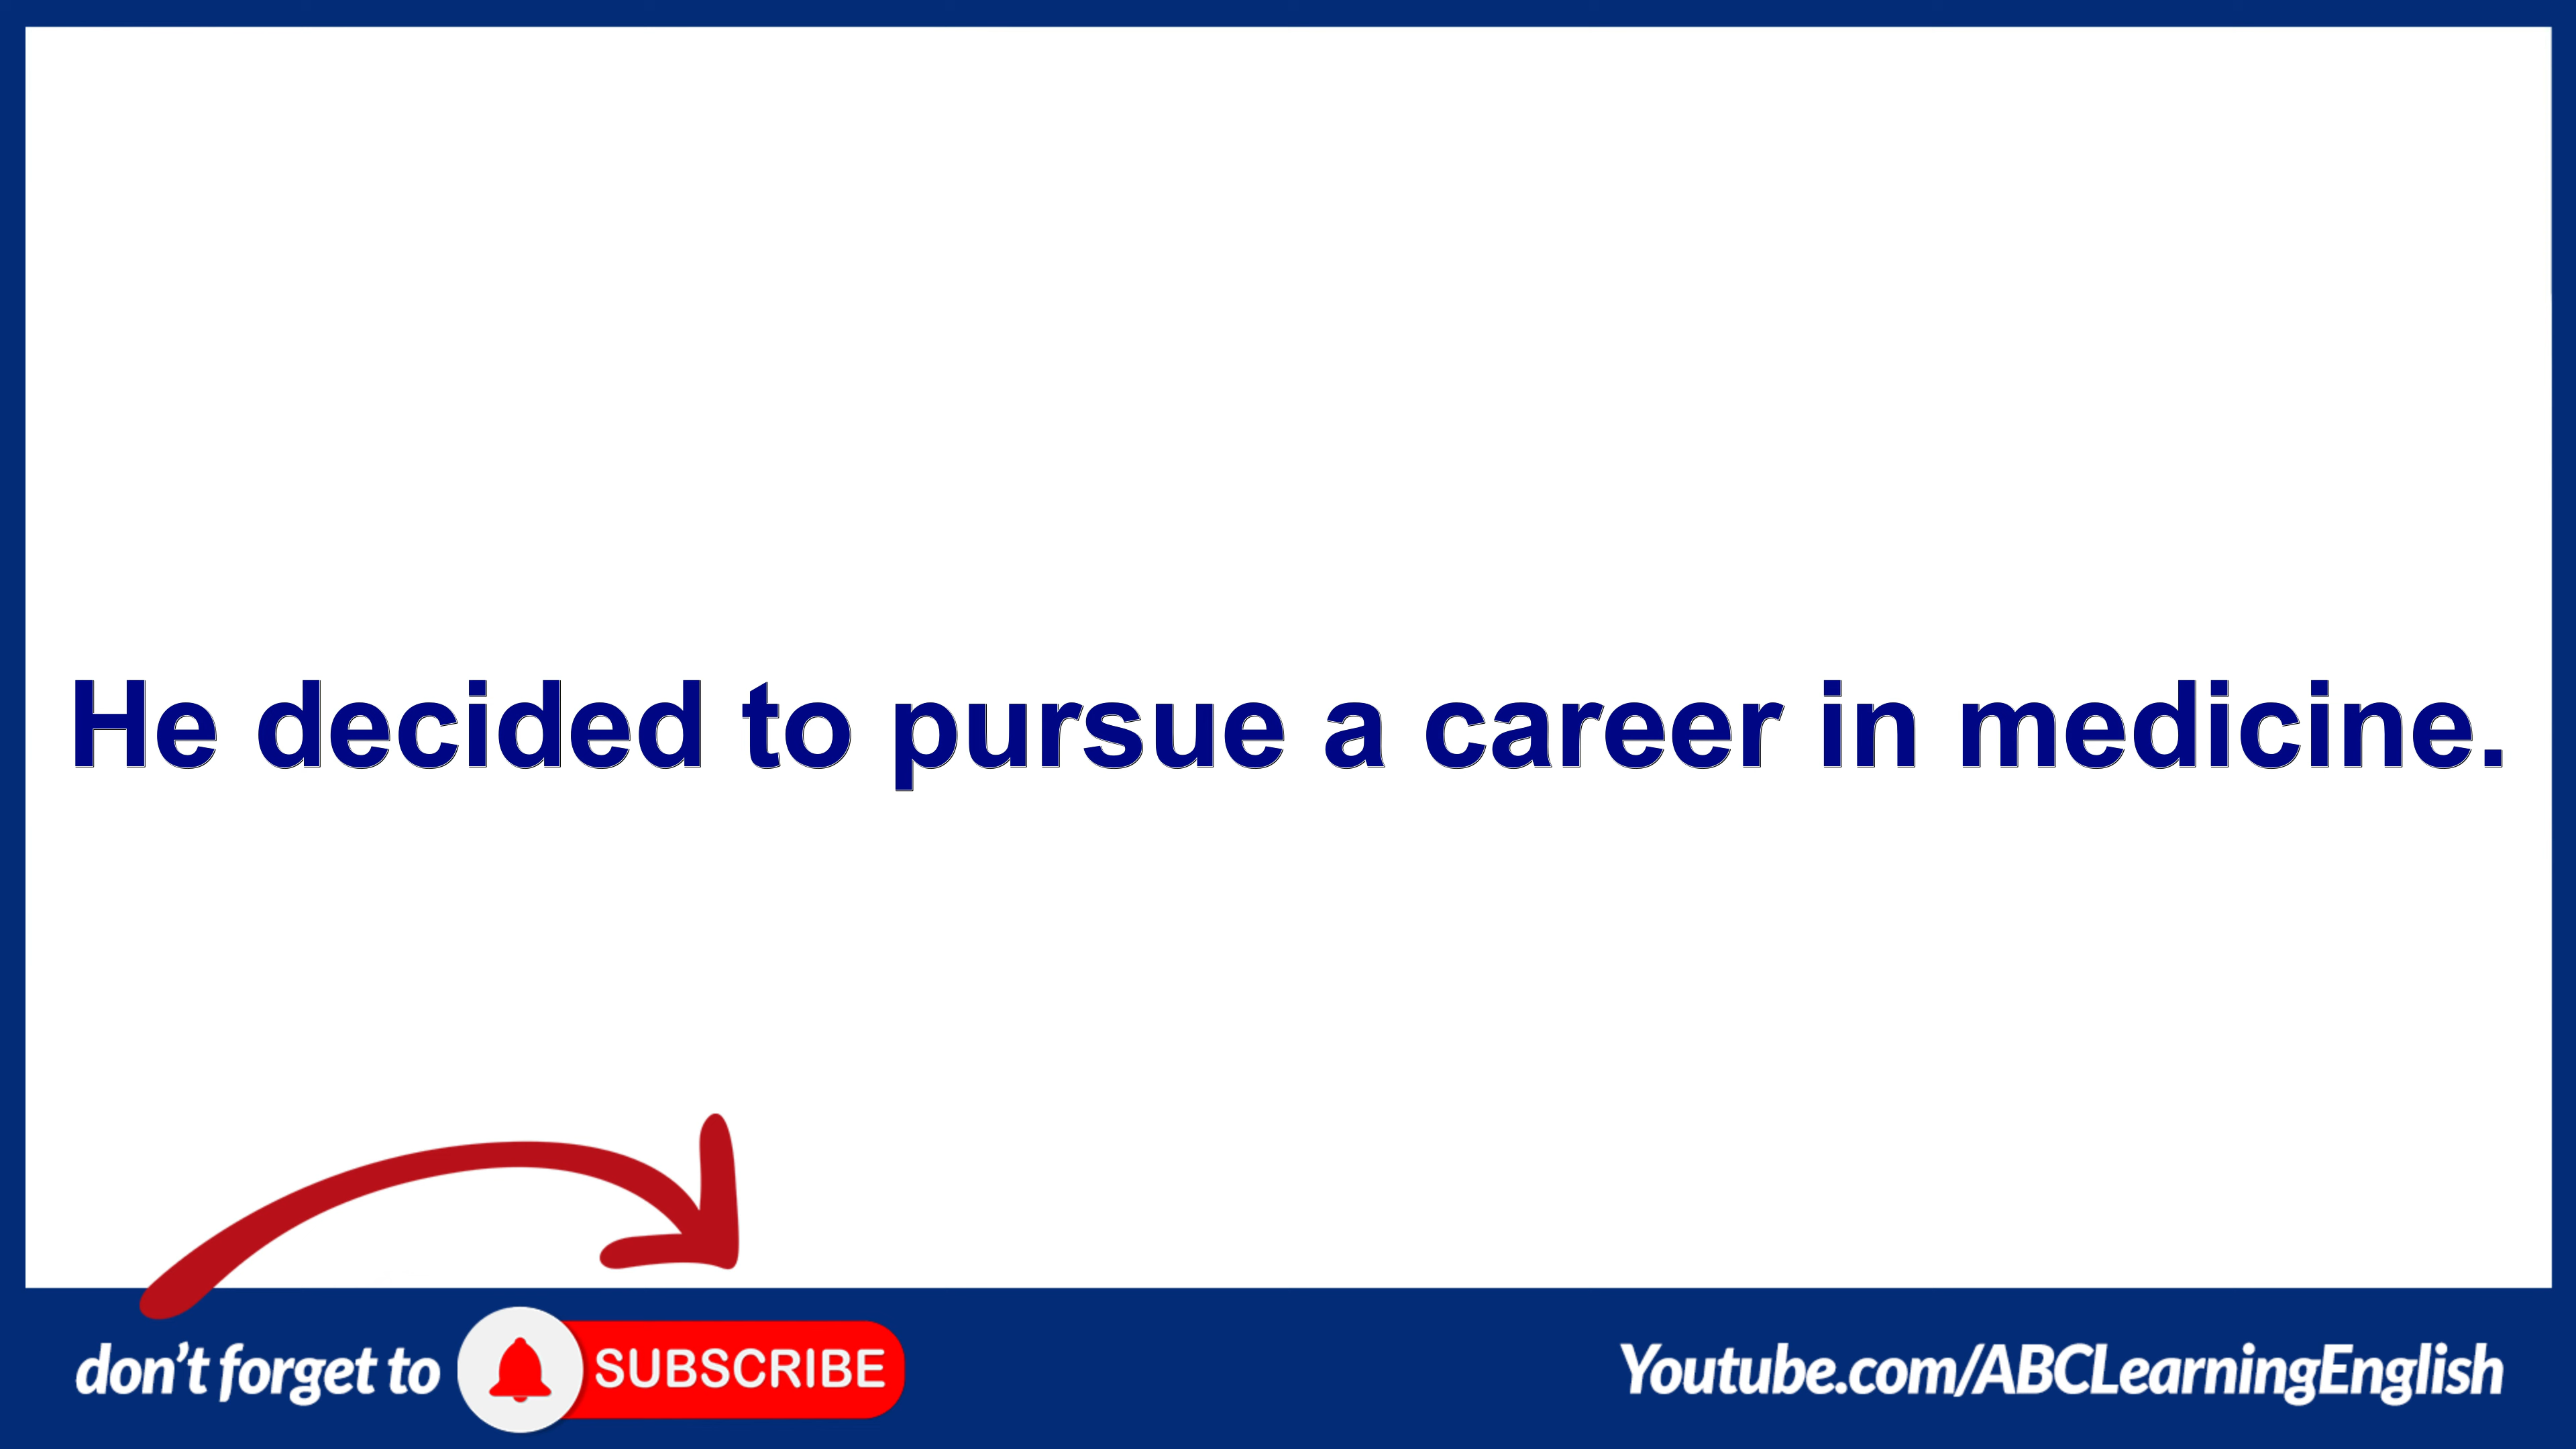 He decided to pursue a career in medicine.
don't forget to SUBSCRIBE
Youtube.com/ABCLearningEnglish